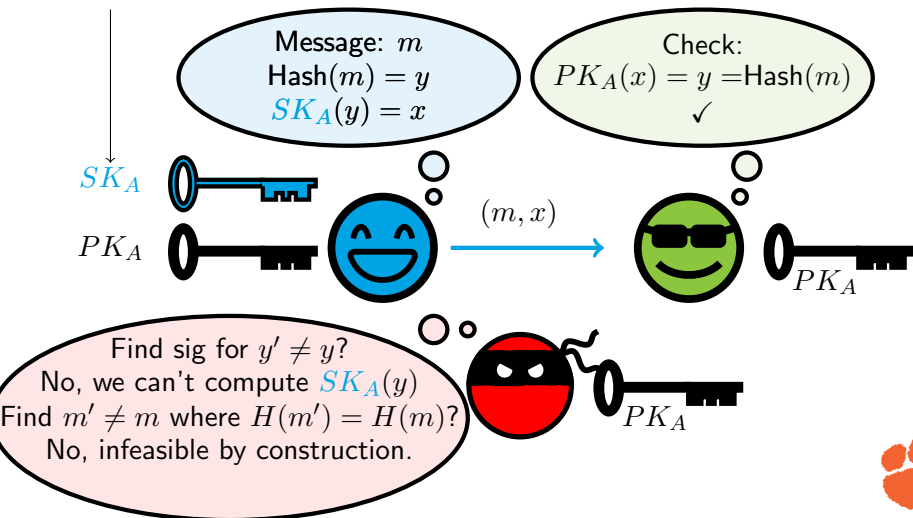 Message: m
Hash(m) = y
SK_A(y) = x
Check:
PK_A(x) = y =Hash(m)
✓
SK_A
PK_A
(m, x)
PK_A
Find sig for y′ ≠ y?
No, we can't compute SK_A(y)
Find m′ ≠ m where H(m′) = H(m)?
No, infeasible by construction.
PK_A